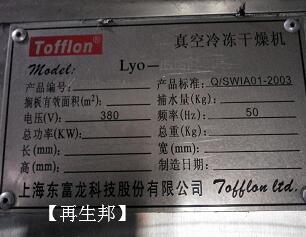 Tofflon® 真空冷冻干燥机
Model: Lyo-
产品编号: 产品标准: Q/SWIA01-2003
搁板有效面积(m²): 捕水量(Kg):
电压(V): 380 频率(Hz): 50
总功率(KW): 总重(Kg):
长(mm): 宽(mm):
高(mm): 制造日期:
上海东富龙科技股份有限公司 Tofflon ltd.
【再生邦】